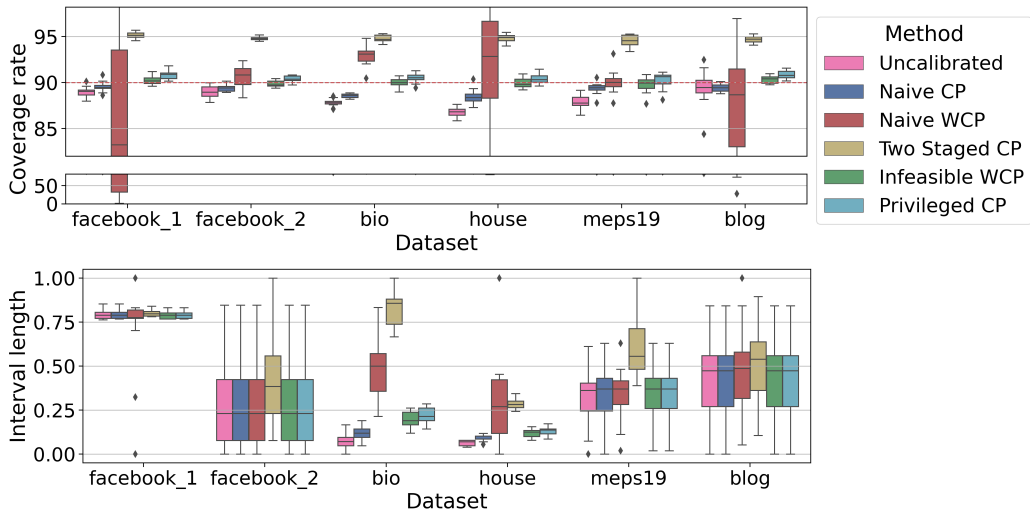 95
90
85
50
0
Coverage rate
facebook_1 facebook_2 bio house meps19 blog
Dataset
Method
Uncalibrated
Naive CP
Naive WCP
Two Staged CP
Infeasible WCP
Privileged CP
1.00
0.75
0.50
0.25
0.00
Interval length
facebook_1 facebook_2 bio house meps19 blog
Dataset